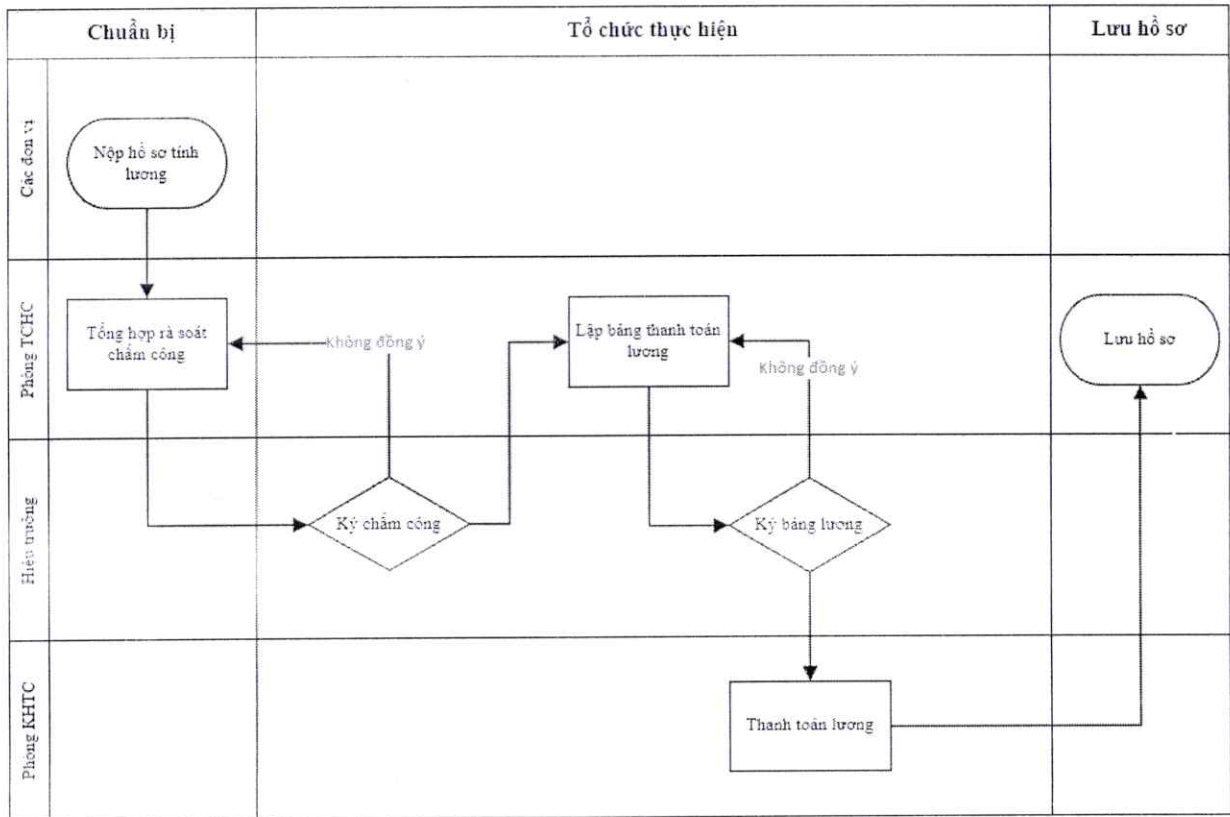 Chuẩn bị
Tổ chức thực hiện
Lưu hồ sơ
Các đơn vị
Nộp hồ sơ tính
lương
Phòng TCHC
Tổng hợp rà soát
chấm công
Không đồng ý
Lập bảng thanh toán
lương
Không đồng ý
Lưu hồ sơ
Hiệu trưởng
Ký chấm công
Ký bảng lương
Phòng KHTC
Thanh toán lương